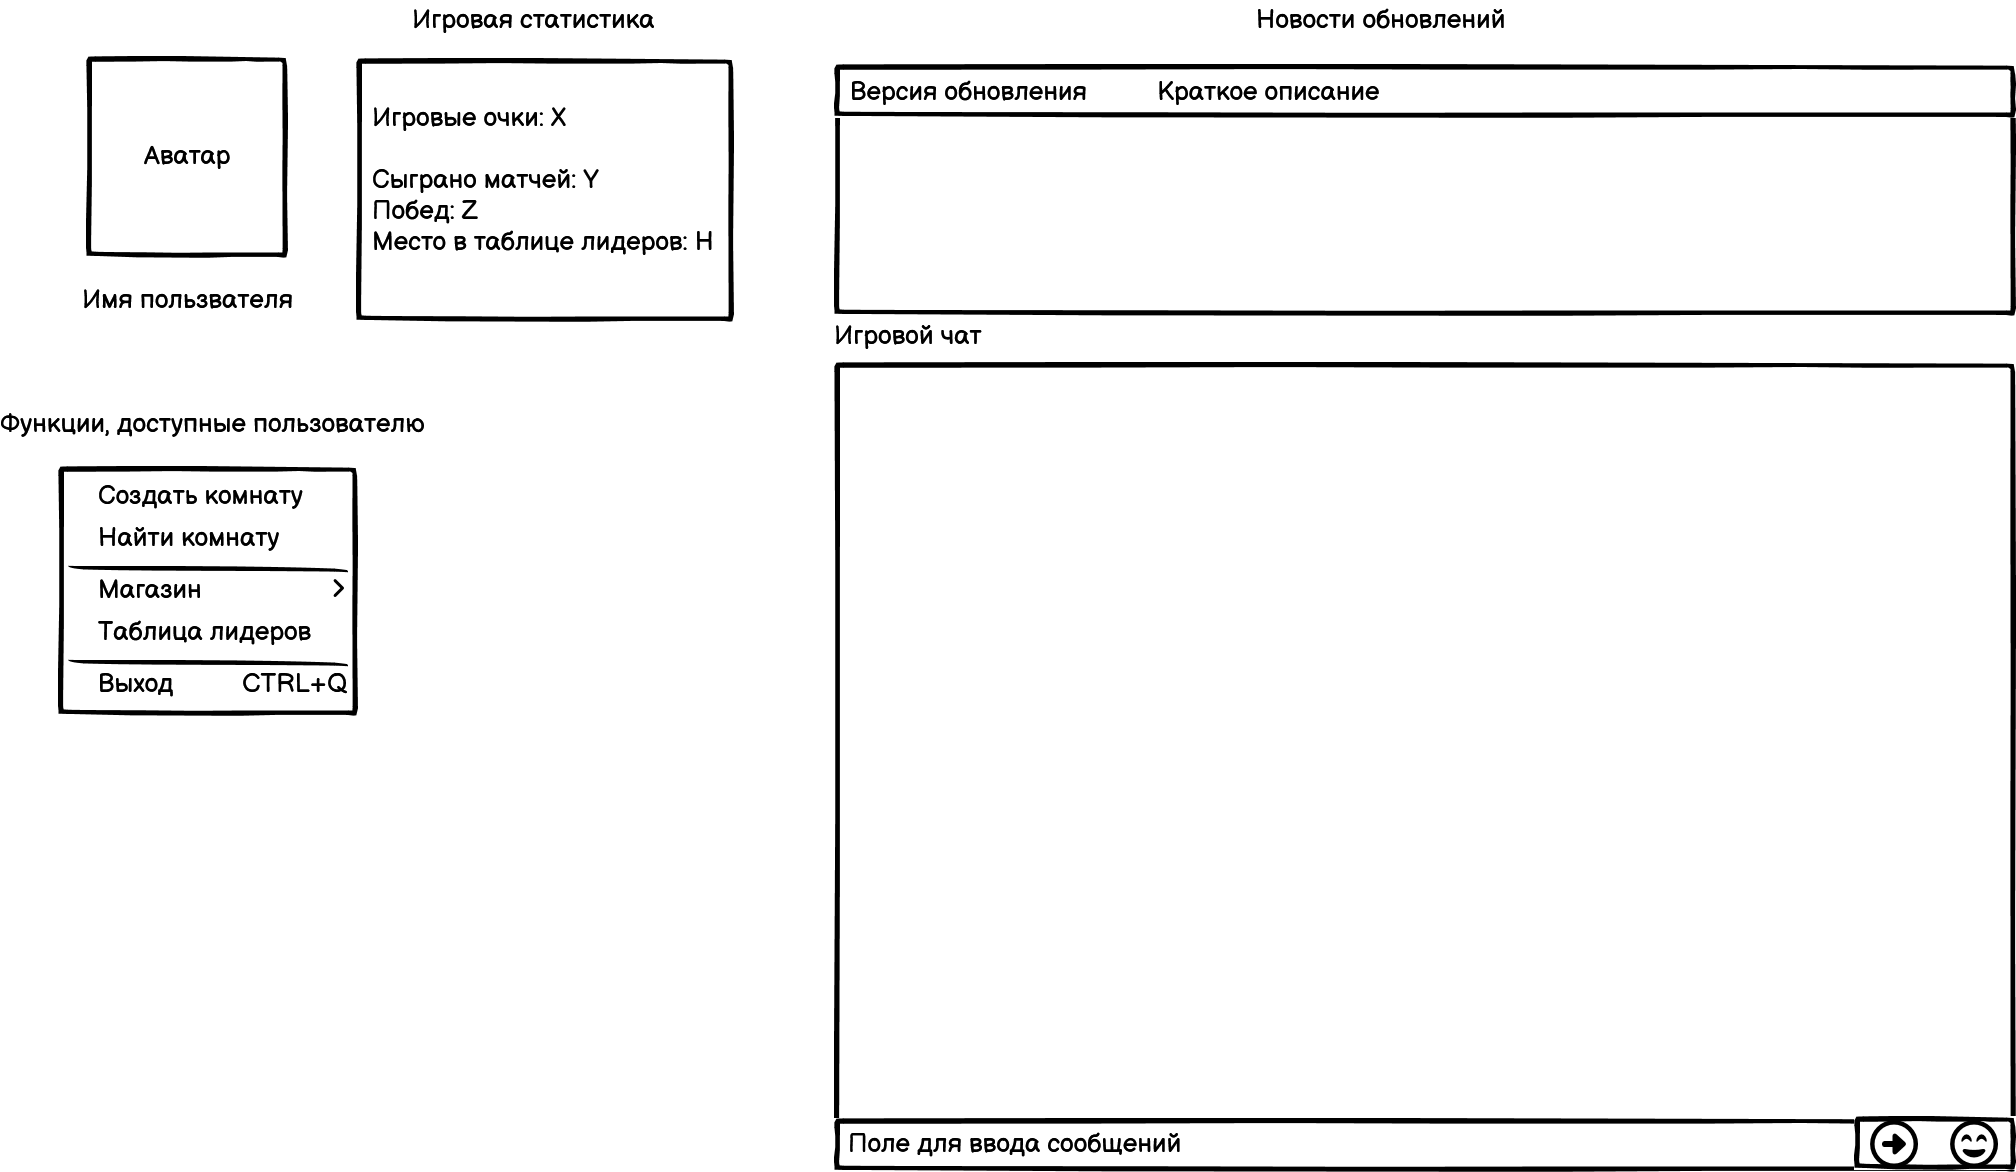 Игровая статистика
Аватар
Имя пользвателя
Игровые очки: X
Сыграно матчей: Y
Побед: Z
Место в таблице лидеров: H
Новости обновлений
Версия обновления Краткое описание
Игровой чат
Функции, доступные пользователю
Создать комнату
Найти комнату
Магазин
Таблица лидеров
Выход CTRL+Q
Поле для ввода сообщений